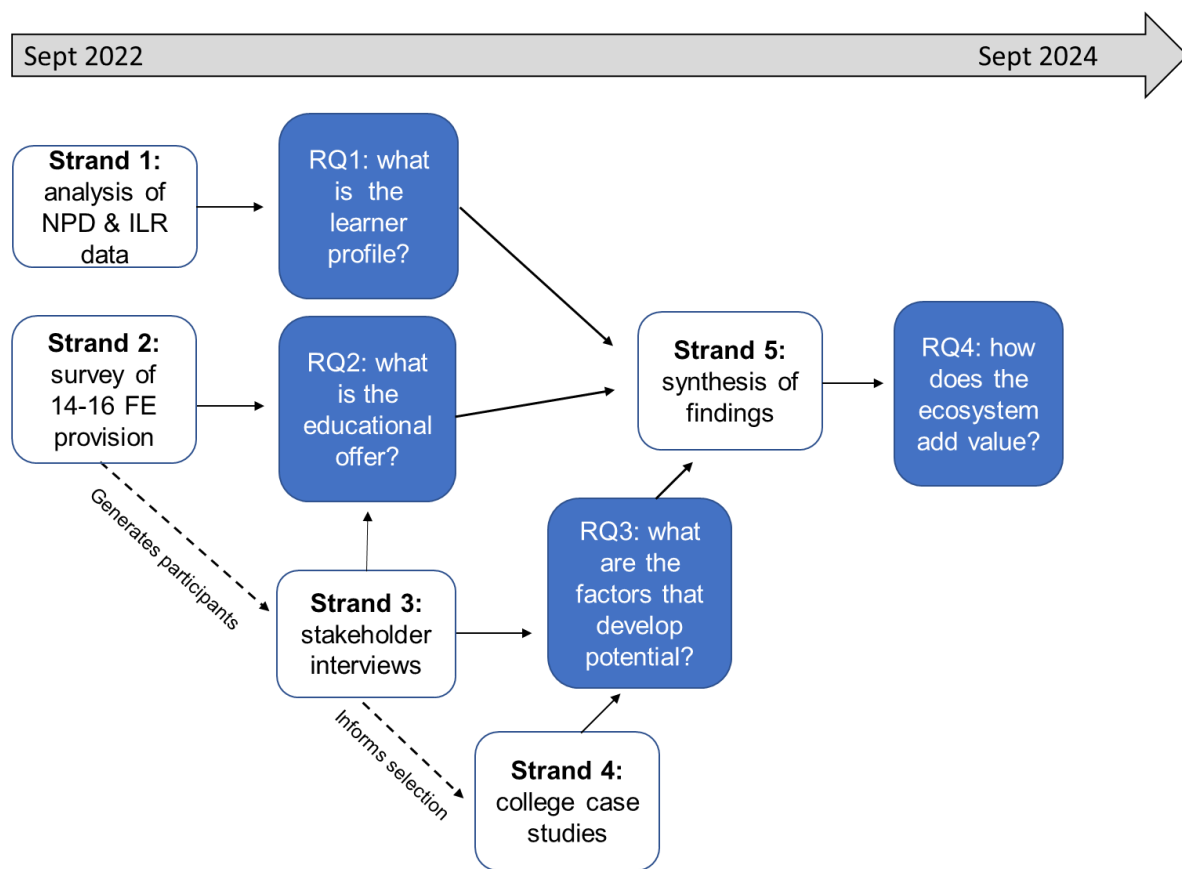 Sept 2022
Sept 2024
Strand 1:
analysis of
NPD & ILR
data
RQ1: what
is the
learner
profile?
Strand 2:
survey of
14-16 FE
provision
RQ2: what
is the
educational
offer?
Strand 5:
synthesis of
findings
RQ4: how
does the
ecosystem
add value?
Generates participants
Strand 3:
stakeholder
interviews
RQ3: what
are the
factors that
develop
potential?
Informs selection
Strand 4:
college case
studies